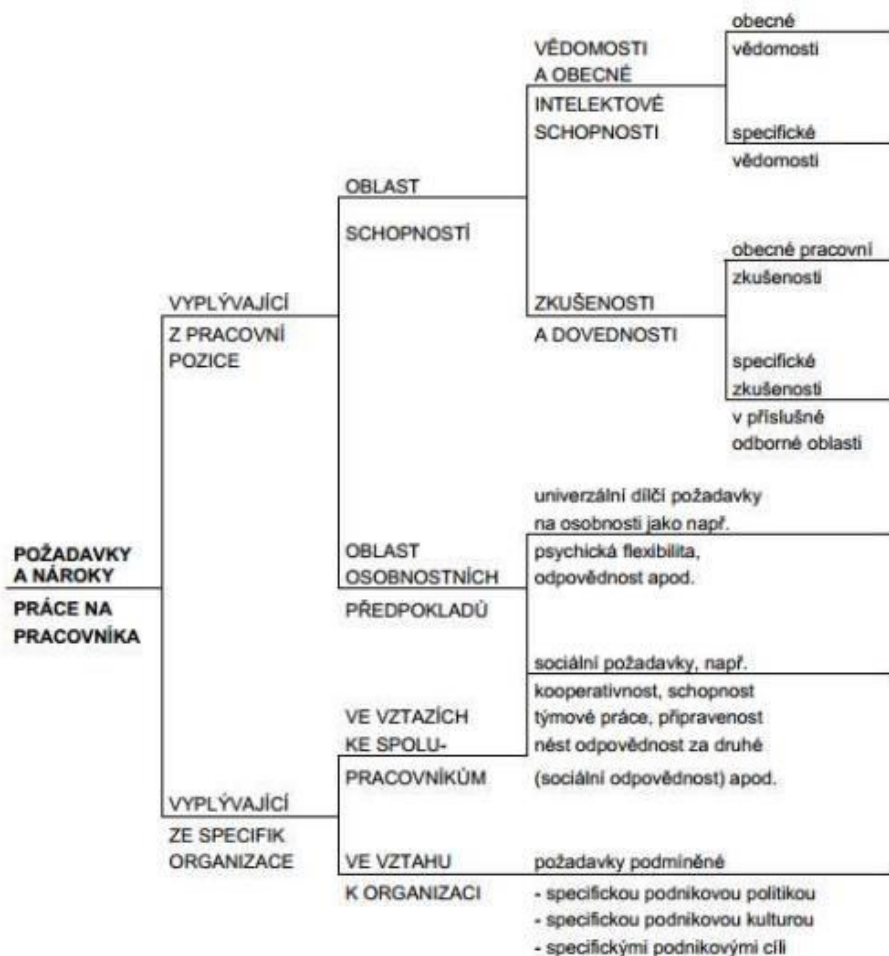 POŽADAVKY
A NÁROKY
PRÁCE NA
PRACOVNÍKA
VYPLÝVAJÍCÍ
Z PRACOVNÍ
POZICE
OBLAST
SCHOPNOSTÍ
VĚDOMOSTI
A OBECNÉ
INTELEKTOVÉ
SCHOPNOSTI
obecné
vědomosti
specifické
vědomosti
ZKUŠENOSTI
A DOVEDNOSTI
obecné pracovní
zkušenosti
specifické
zkušenosti
v příslušné
odborné oblasti
OBLAST
OSOBNOSTNÍCH
PŘEDPOKLADŮ
univerzální dílčí požadavky
na osobnosti jako např.
psychická flexibilita,
odpovědnost apod.
sociální požadavky, např.
kooperativnost, schopnost
týmové práce, připravenost
nést odpovědnost za druhé
(sociální odpovědnost) apod.
VYPLÝVAJÍCÍ
ZE SPECIFIK
ORGANIZACE
VE VZTAZÍCH
KE SPOLU-
PRACOVNÍKŮM
VE VZTAHU
K ORGANIZACI
požadavky podmíněné
- specifickou podnikovou politikou
- specifickou podnikovou kulturou
- specifickými podnikovými cíli